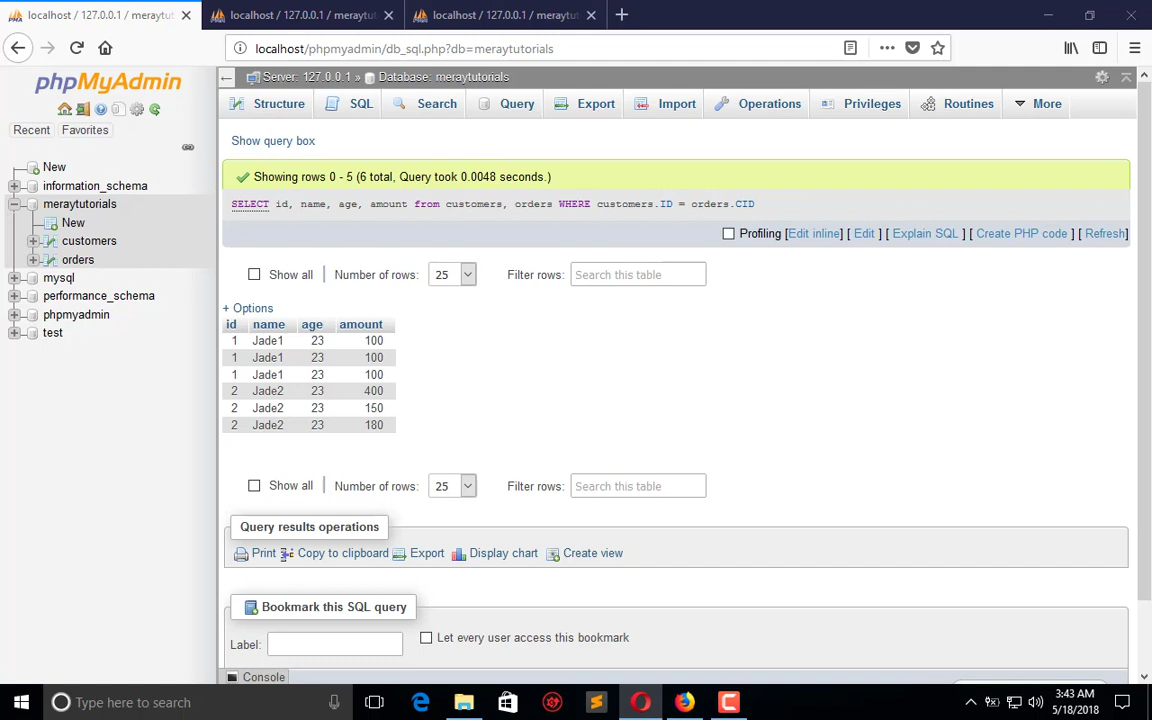 localhost / 127.0.0.1 / meraytut
localhost / 127.0.0.1 / meraytut
localhost / 127.0.0.1 / meraytut
localhost/phpmyadmin/db_sql.php?db=meraytutorials
phpMyAdmin
Recent
Favorites
New
information_schema
meraytutorials
New
customers
orders
mysql
performance_schema
phpmyadmin
test
Server: 127.0.0.1 » Database: meraytutorials
Structure SQL Search Query Export Import Operations Privileges Routines More
Show query box
Showing rows 0 - 5 (6 total, Query took 0.0048 seconds.)
SELECT id, name, age, amount from customers, orders WHERE customers.ID = orders.CID
Profiling [Edit inline] [ Edit ] [ Explain SQL ] [ Create PHP code ] [ Refresh]
Show all Number of rows: 25 Filter rows: Search this table
+ Options
id name age amount
1 Jade1 23 100
1 Jade1 23 100
1 Jade1 23 100
2 Jade2 23 400
2 Jade2 23 150
2 Jade2 23 180
Show all Number of rows: 25 Filter rows: Search this table
Query results operations
Print Copy to clipboard Export Display chart Create view
Bookmark this SQL query
Label: Let every user access this bookmark
Console
Type here to search
3:43 AM
5/18/2018